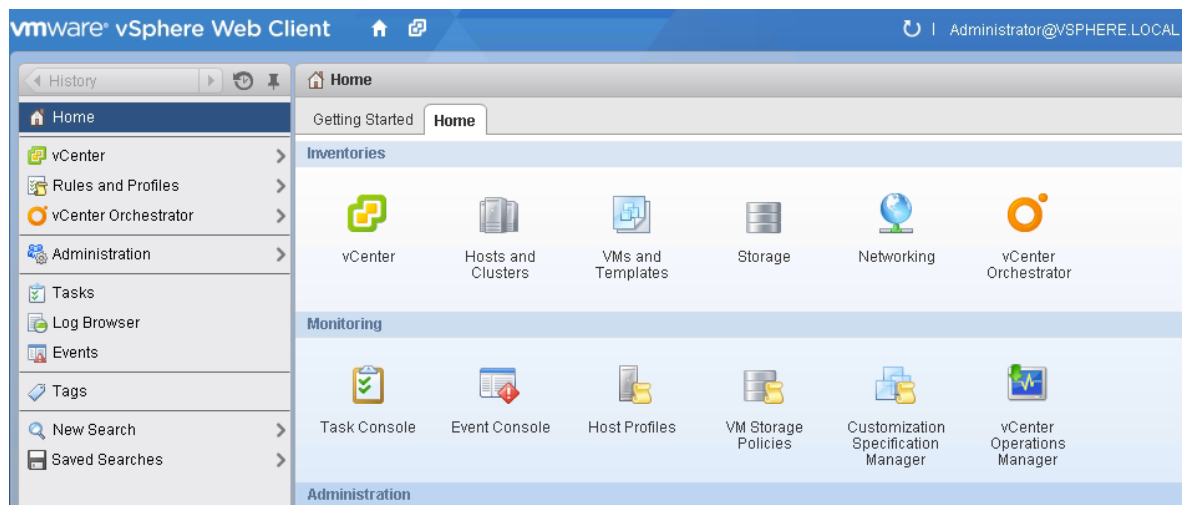 vmware® vSphere Web Client
Administrator@VSPHERE.LOCAL
History
Home
vCenter
Rules and Profiles
vCenter Orchestrator
Administration
Tasks
Log Browser
Events
Tags
New Search
Saved Searches
Home
Getting Started Home
Inventories
vCenter
Hosts and
Clusters
VMs and
Templates
Storage
Networking
vCenter
Orchestrator
Monitoring
Task Console
Event Console
Host Profiles
VM Storage
Policies
Customization
Specification
Manager
vCenter
Operations
Manager
Administration